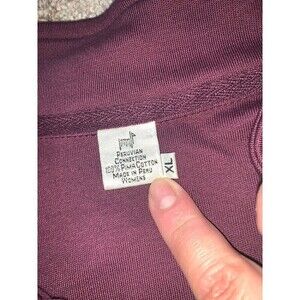 PERUVIAN
CONNECTION
100% PIMA COTTON
MADE IN PERU
WOMENS
XL